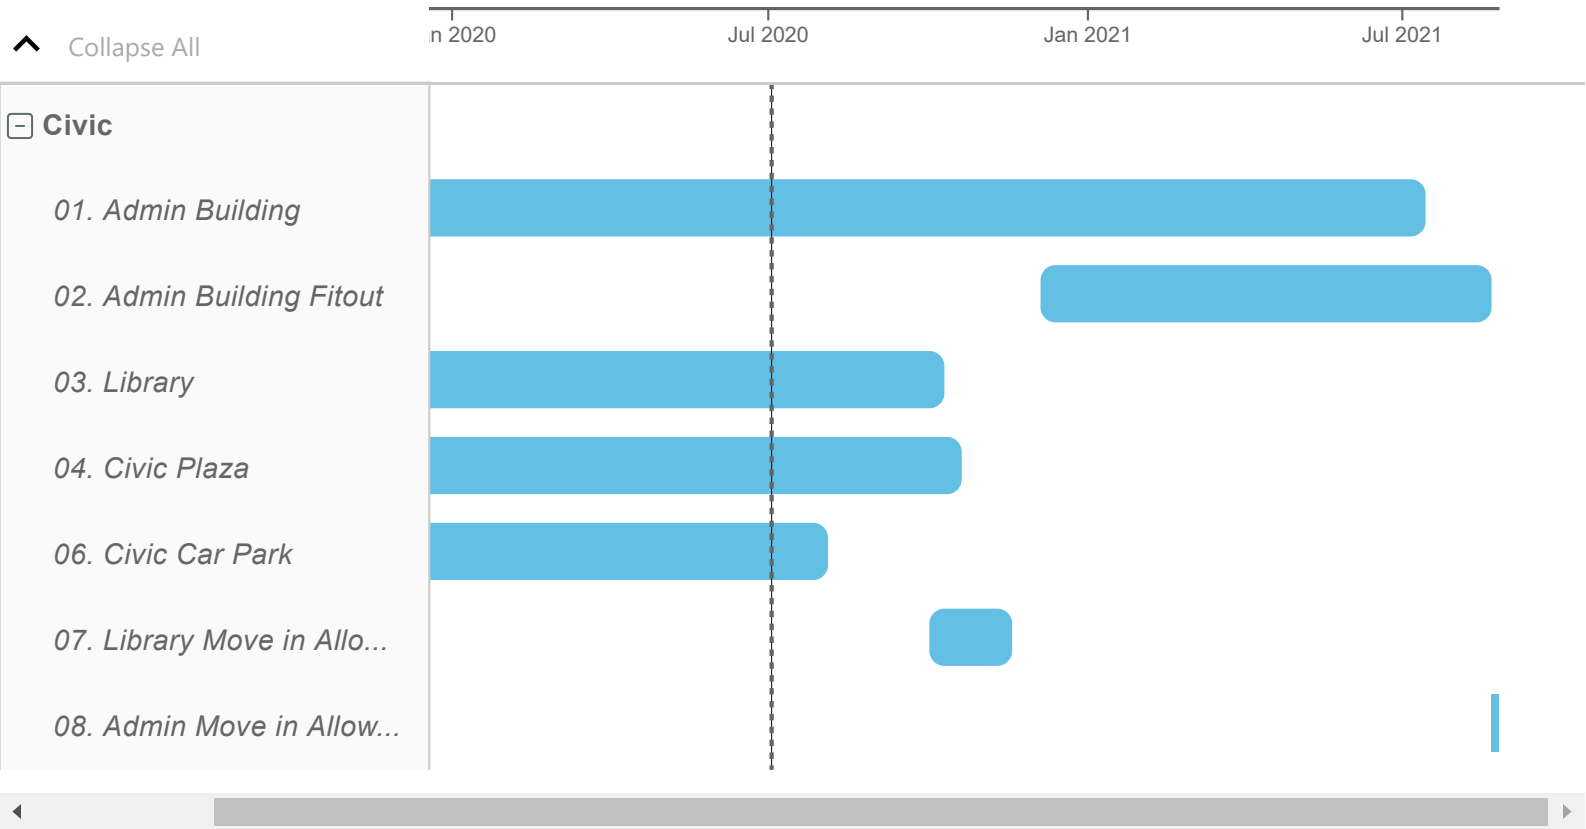 Collapse All
n 2020
Jul 2020
Jan 2021
Jul 2021
Civic
01. Admin Building
02. Admin Building Fitout
03. Library
04. Civic Plaza
06. Civic Car Park
07. Library Move in Allo...
08. Admin Move in Allow...